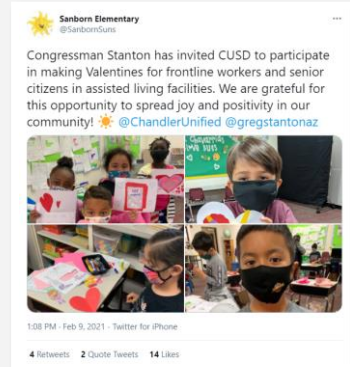 Sanborn Elementary
@SanbornSuns
Congressman Stanton has invited CUSD to participate
in making Valentines for frontline workers and senior
citizens in assisted living facilities. We are grateful for
this opportunity to spread joy and positivity in our
community! ☀️ @ChandlerUnified @gregstantonaz
1:08 PM · Feb 9, 2021 · Twitter for iPhone
4 Retweets 2 Quote Tweets 14 Likes